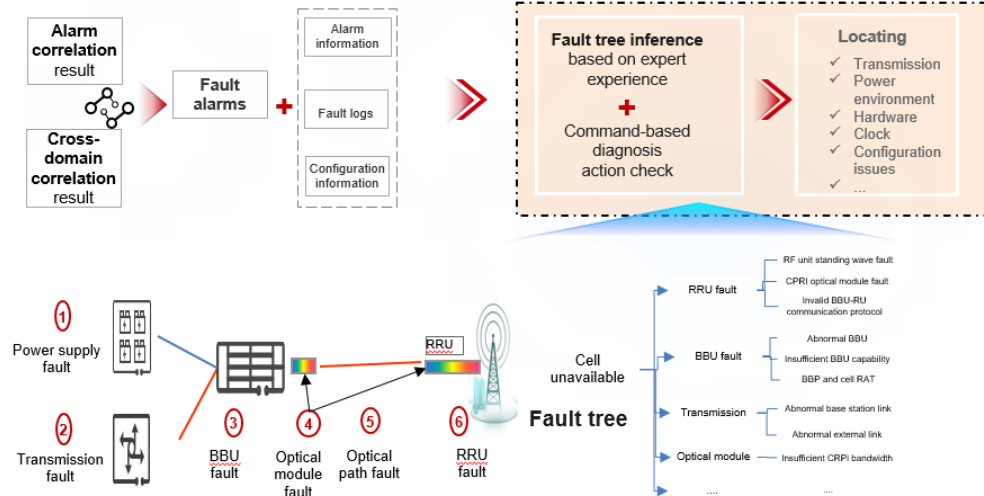 Alarm
correlation
result
Cross-
domain
correlation
result
Fault
alarms
+
Alarm
information
Fault logs
Configuration
information
Fault tree inference
based on expert
experience
+
Command-based
diagnosis
action check
Locating
✓ Transmission
✓ Power
environment
✓ Hardware
✓ Clock
✓ Configuration
issues
✓ ...
1
Power supply
fault
2
Transmission
fault
3
BBU
fault
4
Optical
module
fault
5
Optical
path fault
RRU
6
RRU
fault
Fault tree
Cell
unavailable
RRU fault
RF unit standing wave fault
CPRI optical module fault
Invalid BBU-RU
communication protocol
BBU fault
Abnormal BBU
Insufficient BBU capability
BBP and cell RAT
Transmission
Abnormal base station link
Abnormal external link
Optical module
Insufficient CRPi bandwidth
....
....